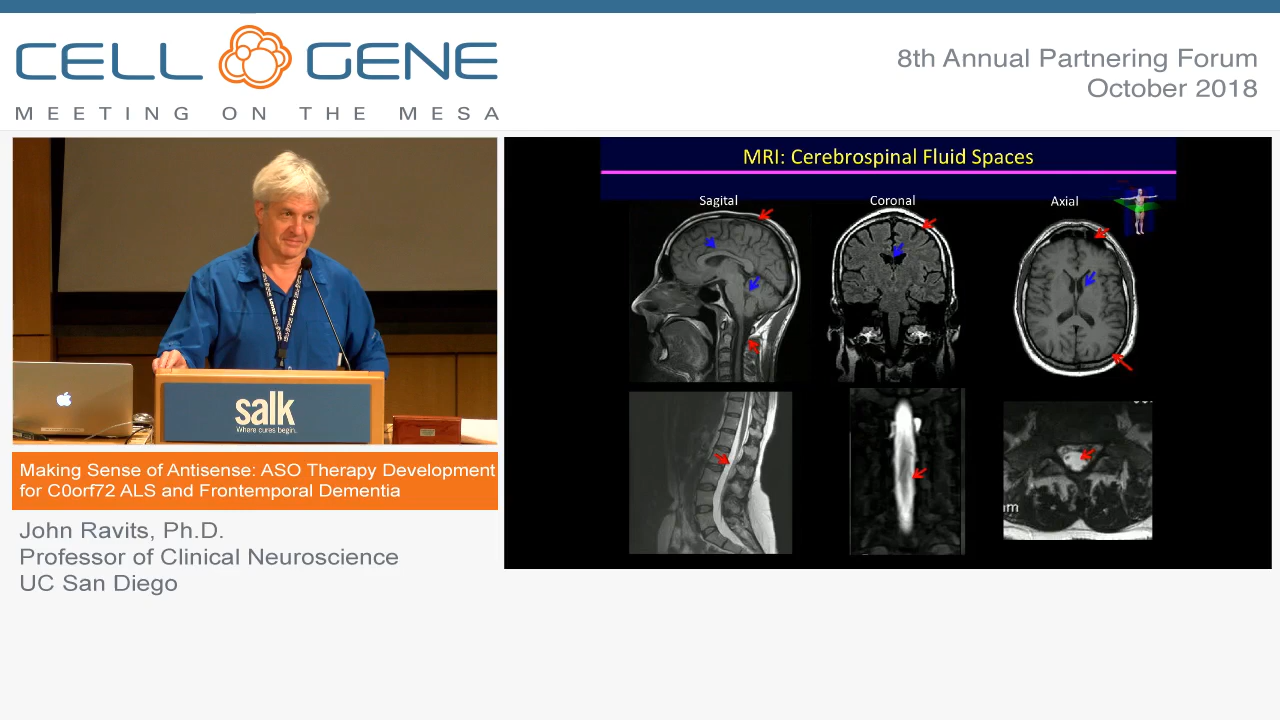 CELL GENE
MEETING ON THE MESA
8th Annual Partnering Forum
October 2018
salk
Where cures begin.
Making Sense of Antisense: ASO Therapy Development
for C0orf72 ALS and Frontemporal Dementia
John Ravits, Ph.D.
Professor of Clinical Neuroscience
UC San Diego
MRI: Cerebrospinal Fluid Spaces
Sagital
Coronal
Axial